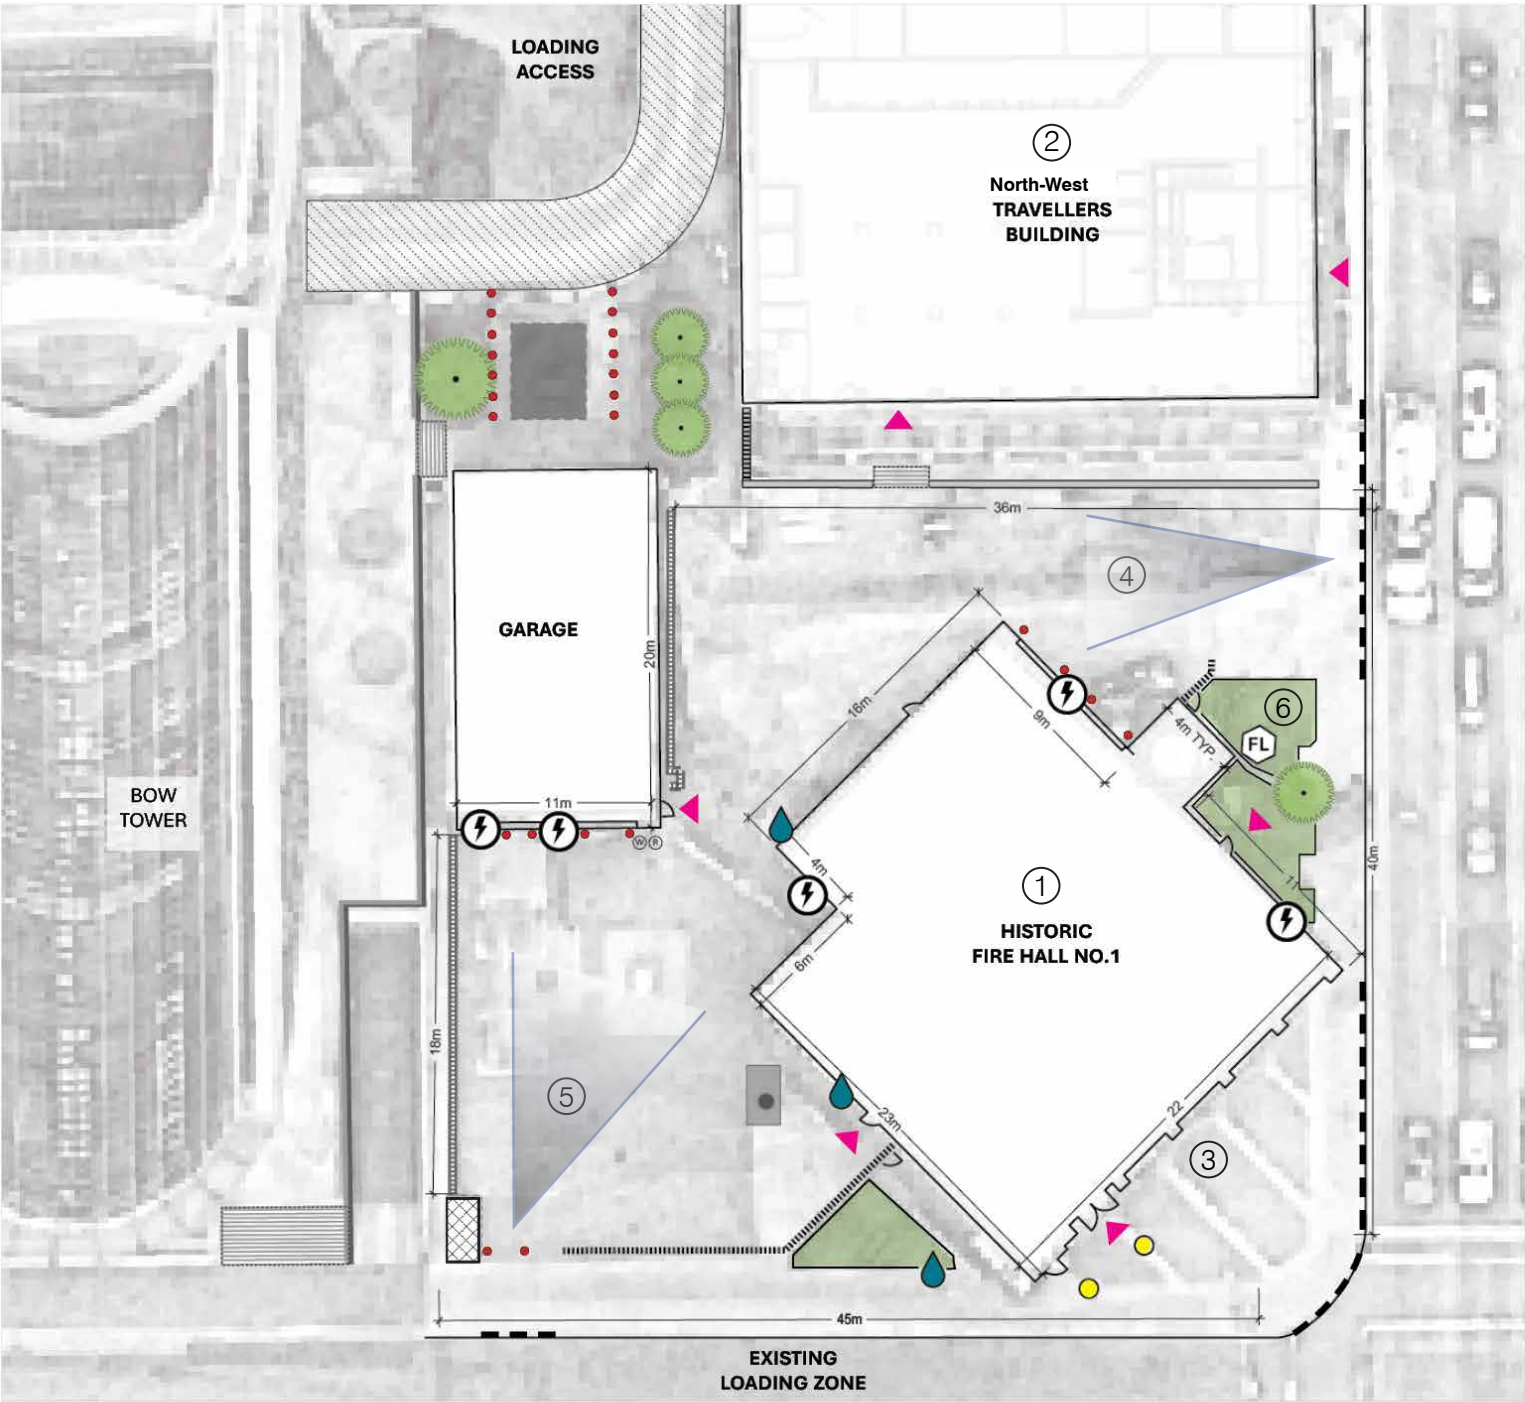 LOADING
ACCESS
2
North-West
TRAVELLERS
BUILDING
36m
4
GARAGE
20m
16m
9m
4m TYP.
6
FL
BOW
TOWER
11m
W R
4m
40m
11
1
HISTORIC
FIRE HALL NO.1
6m
18m
5
23m
22
3
45m
EXISTING
LOADING ZONE